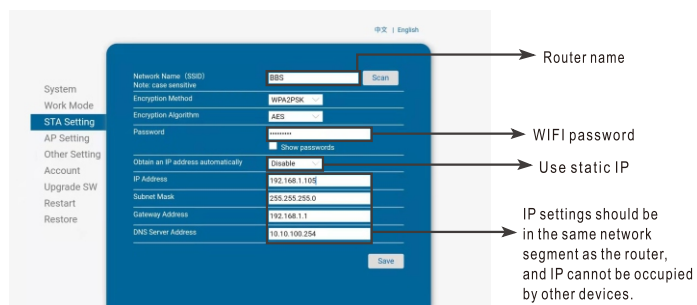 中文 | English
Network Name (SSID)
Note: case sensitive
BBS
Scan
Router name
System
Work Mode
STA Setting
AP Setting
Other Setting
Account
Upgrade SW
Restart
Restore
Encryption Method
WPA2PSK
Encryption Algorithm
AES
Password
•••••••••
Show passwords
WIFI password
Obtain an IP address automatically
Disable
Use static IP
IP Address
192.168.1.105
Subnet Mask
255.255.255.0
Gateway Address
192.168.1.1
DNS Server Address
10.10.100.254
IP settings should be
in the same network
segment as the router,
and IP cannot be occupied
by other devices.
Save